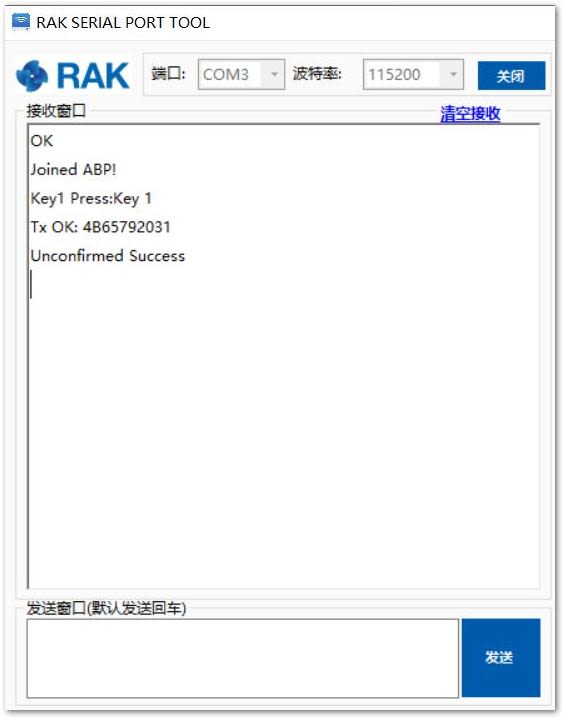 RAK SERIAL PORT TOOL
RAK 端口: COM3 波特率: 115200 关闭
接收窗口 清空接收
OK
Joined ABP!
Key1 Press:Key 1
Tx OK: 4B65792031
Unconfirmed Success
发送窗口(默认发送回车)
发送